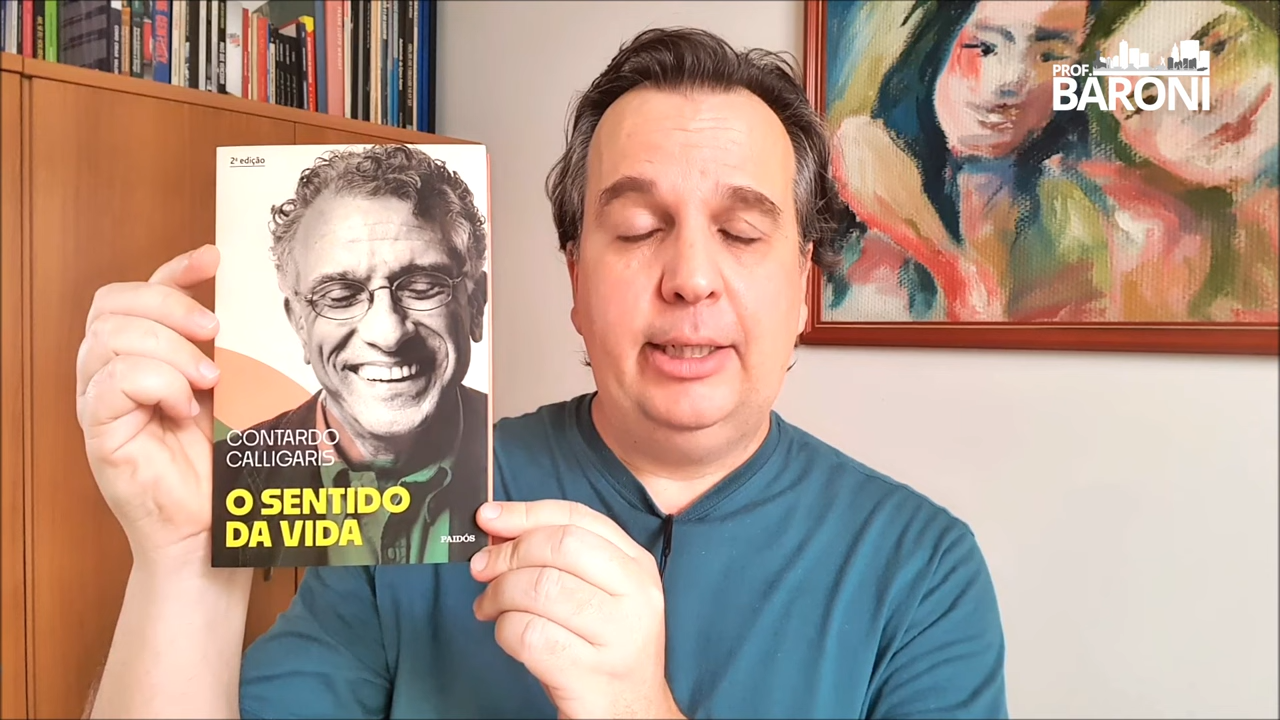 2ª edição
CONTARDO
CALLIGARIS
O SENTIDO
DA VIDA
PAIDÓS
PROF.
BARONI